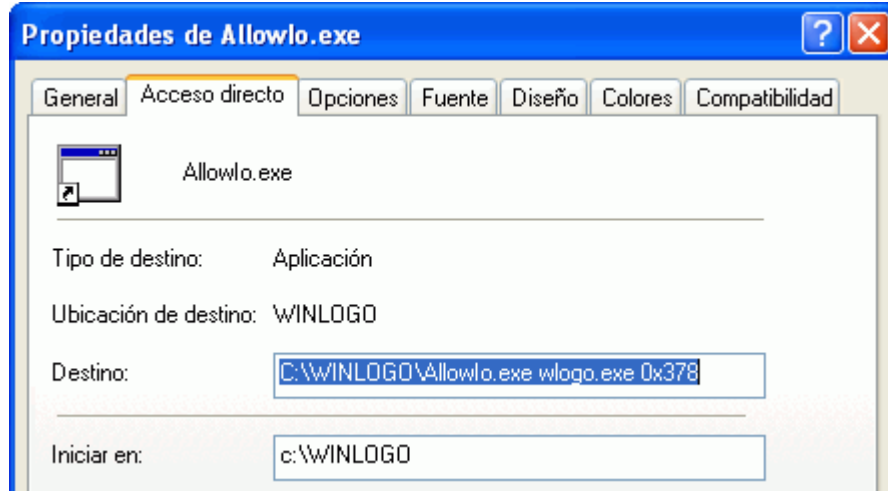 Propiedades de Allowlo.exe
General Acceso directo Opciones Fuente Diseño Colores Compatibilidad
Allowlo.exe
Tipo de destino: Aplicación
Ubicación de destino: WINLOGO
Destino: C:\WINLOGO\Allowlo.exe wlogo.exe 0x378
Iniciar en: c:\WINLOGO